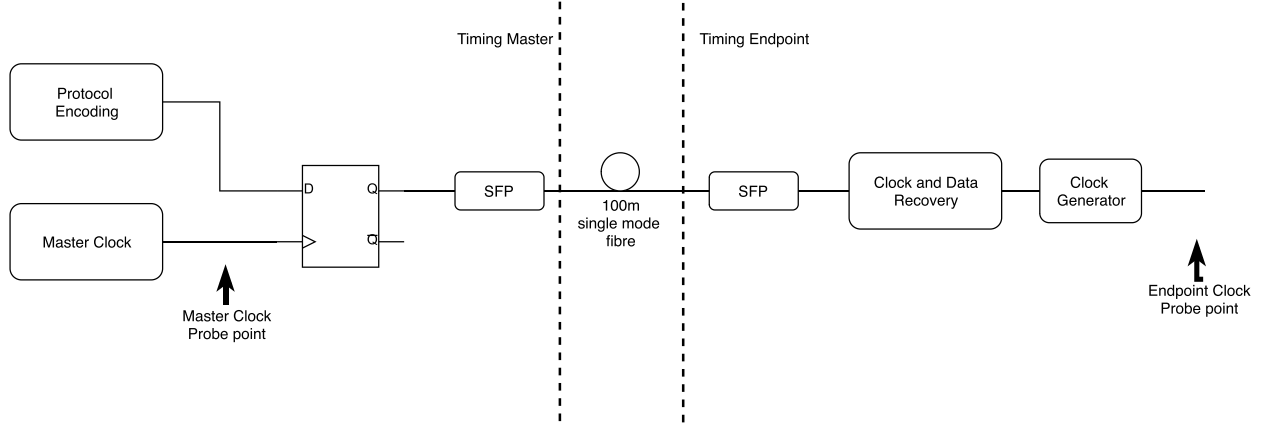 Timing Master
Timing Endpoint
Protocol
Encoding
D
Q
SFP
SFP
Clock and Data
Recovery
Clock
Generator
100m
single mode
fibre
Master Clock
Q
Master Clock
Probe point
Endpoint Clock
Probe point